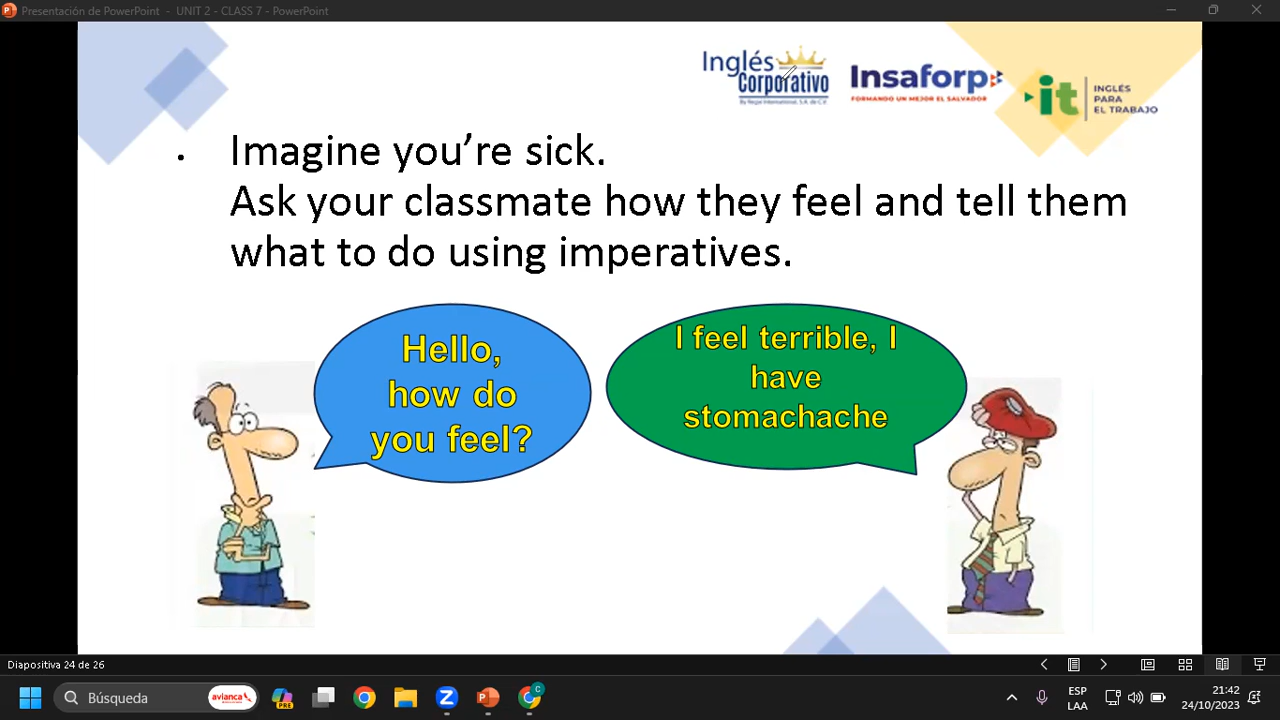 Presentación de PowerPoint - UNIT 2 - CLASS 7 - PowerPoint
Inglés
Corporativo
By Regal International, S.A. de C.V.
Insaforp
FORMANDO UN MEJOR EL SALVADOR
it
INGLÉS
PARA
EL TRABAJO
• Imagine you’re sick.
Ask your classmate how they feel and tell them
what to do using imperatives.
Hello,
how do
you feel?
I feel terrible, I
have
stomachache
Diapositiva 24 de 26
Búsqueda
avianca
PRE
Z
P
C
ESP
LAA
21:42
24/10/2023